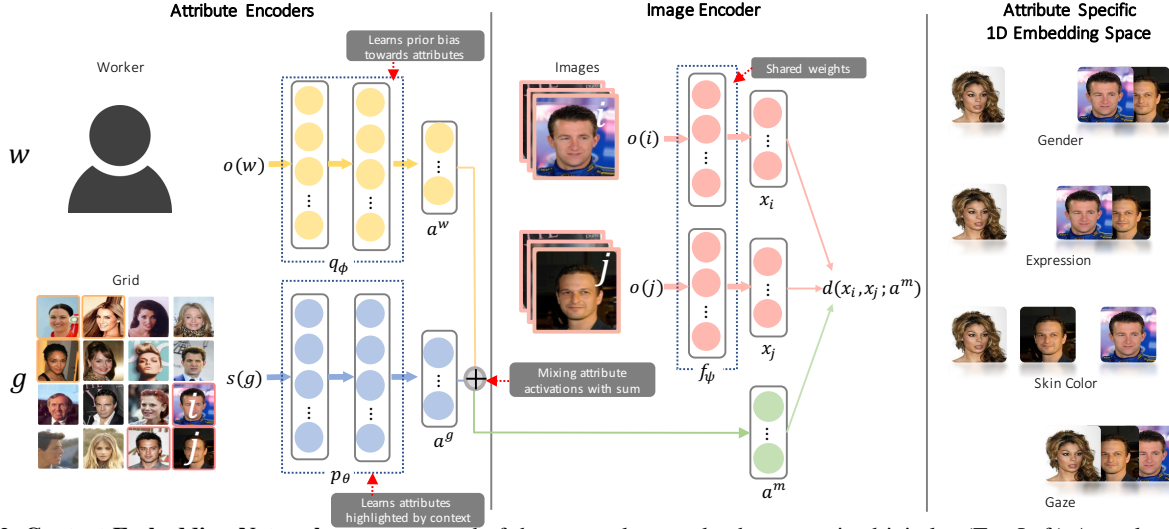 Attribute Encoders
Image Encoder
Attribute Specific
1D Embedding Space
Learns prior bias
towards attributes
Worker
w
o(w)
a^w
q_ϕ
Grid
g
s(g)
a^g
p_θ
Learns attributes
highlighted by context
Mixing attribute
activations with sum
Images
Shared weights
i
o(i)
x_i
j
o(j)
x_j
f_ψ
d(x_i,x_j;a^m)
a^m
i
j
Gender
Expression
Skin Color
Gaze